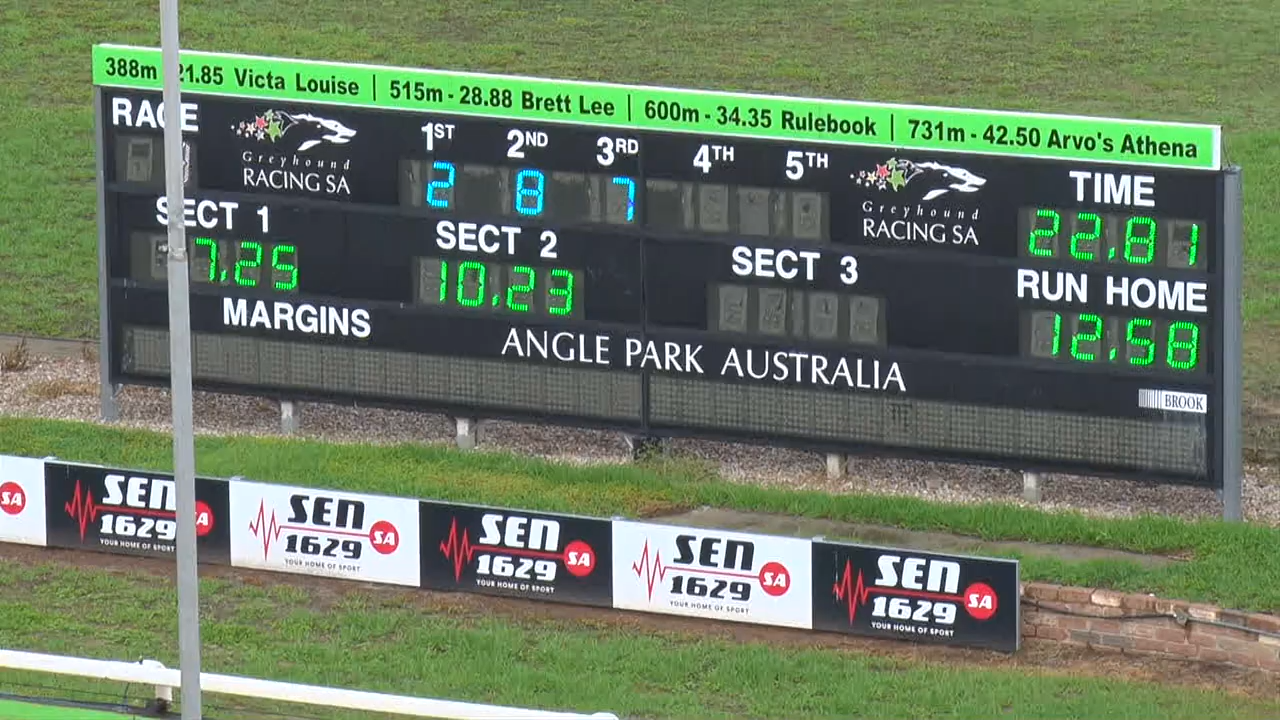 388m 21.85 Victa Louise | 515m - 28.88 Brett Lee | 600m - 34.35 Rulebook | 731m - 42.50 Arvo's Athena
RACE
Greyhound
RACING SA
1ST 2ND 3RD 4TH 5TH
2 8 7
Greyhound
RACING SA
TIME
22.81
SECT 1
7.25
SECT 2
10.23
SECT 3
RUN HOME
12.58
MARGINS
ANGLE PARK AUSTRALIA
BROOK
SA
SEN
1629 SA
YOUR HOME OF SPORT
SEN
1629 SA
YOUR HOME OF SPORT
SEN
1629 SA
YOUR HOME OF SPORT
SEN
1629 SA
YOUR HOME OF SPORT
SEN
1629 SA
YOUR HOME OF SPORT